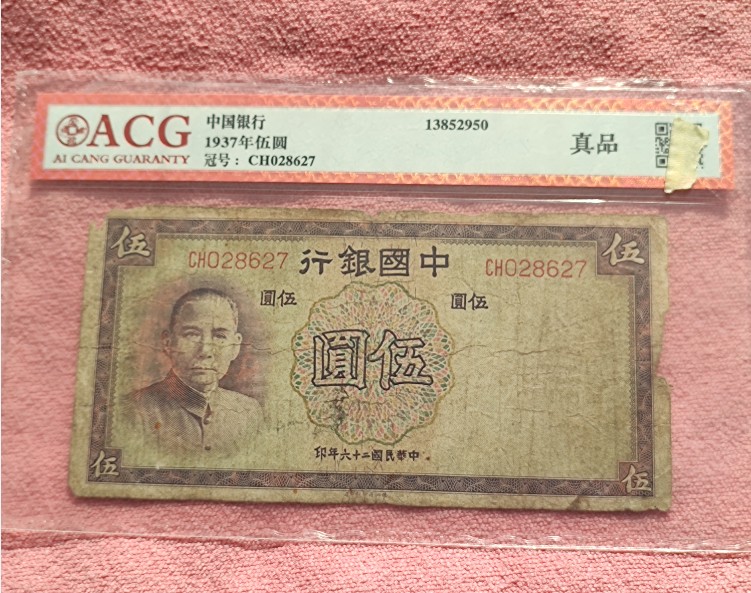 ACG
AI CANG GUARANTY
中国银行
1937年伍圆
冠号：CH028627
13852950
真品
伍
伍
行銀國中
CH028627
CH028627
圓伍
圓伍
圓伍
印年六十二國民華中
伍
伍